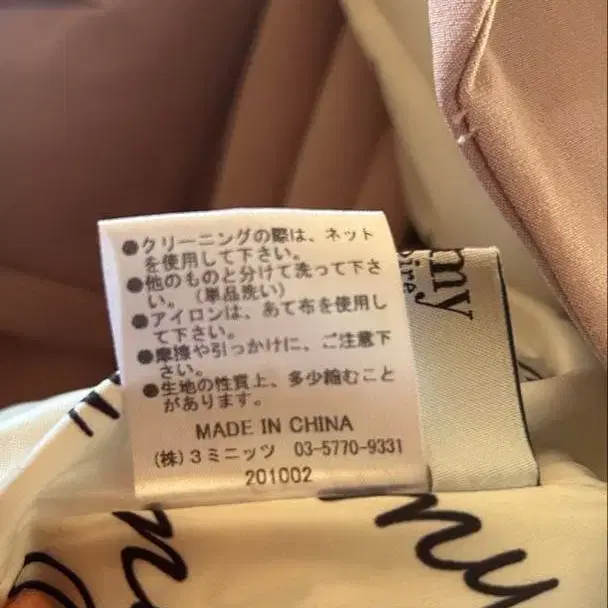 ●クリーニングの際は、ネット
を使用して下さい。
●他のものと分けて洗って下さ
い。（単品洗い）
●アイロンは、あて布を使用し
て下さい。
●摩擦や引っかけに、ご注意下
さい。
●生地の性質上、多少縮むこと
があります。
MADE IN CHINA
(株)3ミニッツ 03-5770-9331
201002
my
oire
my